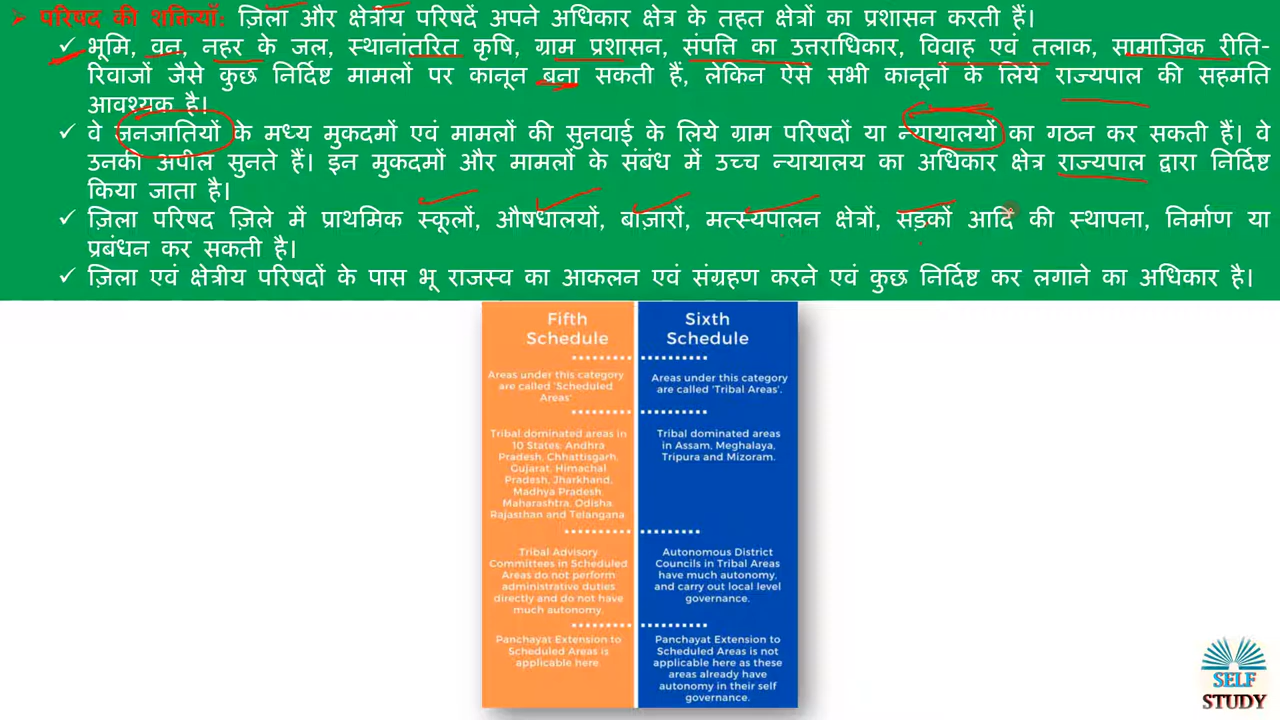 परिषद की शक्तियाँ: ज़िला और क्षेत्रीय परिषदें अपने अधिकार क्षेत्र के तहत क्षेत्रों का प्रशासन करती हैं।
भूमि, वन, नहर के जल, स्थानांतरित कृषि, ग्राम प्रशासन, संपत्ति का उत्तराधिकार, विवाह एवं तलाक, सामाजिक रीति-
रिवाजों जैसे कुछ निर्दिष्ट मामलों पर कानून बना सकती हैं, लेकिन ऐसे सभी कानूनों के लिये राज्यपाल की सहमति
आवश्यक है।
वे जनजातियों के मध्य मुकदमों एवं मामलों की सुनवाई के लिये ग्राम परिषदों या न्यायालयों का गठन कर सकती हैं। वे
उनकी अपील सुनते हैं। इन मुकदमों और मामलों के संबंध में उच्च न्यायालय का अधिकार क्षेत्र राज्यपाल द्वारा निर्दिष्ट
किया जाता है।
ज़िला परिषद ज़िले में प्राथमिक स्कूलों, औषधालयों, बाज़ारों, मत्स्यपालन क्षेत्रों, सड़कों आदि की स्थापना, निर्माण या
प्रबंधन कर सकती है।
ज़िला एवं क्षेत्रीय परिषदों के पास भू राजस्व का आकलन एवं संग्रहण करने एवं कुछ निर्दिष्ट कर लगाने का अधिकार है।
Fifth
Schedule
Areas under this category
are called 'Scheduled
Areas'
Tribal dominated areas in
10 States, Andhra
Pradesh, Chhattisgarh,
Gujarat, Himachal
Pradesh, Jharkhand,
Madhya Pradesh,
Maharashtra, Odisha,
Rajasthan and Telangana.
Tribal Advisory
Committees in Scheduled
Areas do not perform
administrative duties
directly and do not have
much autonomy.
Panchayat Extension to
Scheduled Areas is
applicable here.
Sixth
Schedule
Areas under this category
are called 'Tribal Areas'.
Tribal dominated areas
in Assam, Meghalaya,
Tripura and Mizoram.
Autonomous District
Councils in Tribal Areas
have much autonomy,
and carry out local level
governance.
Panchayat Extension to
Scheduled Areas is not
applicable here as these
areas already have
autonomy in their self
governance.
SELF
STUDY